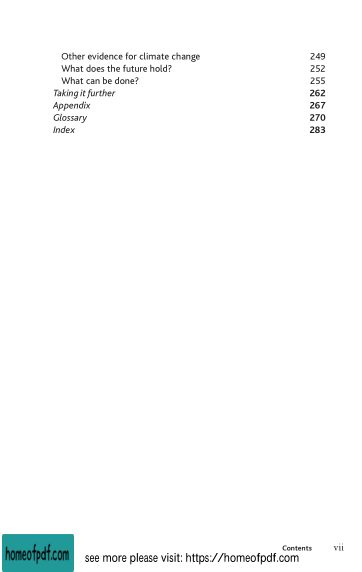 Other evidence for climate change 249
What does the future hold? 252
What can be done? 255
Taking it further 262
Appendix 267
Glossary 270
Index 283
Contents vii
homeofpdf.com
see more please visit: https://homeofpdf.com